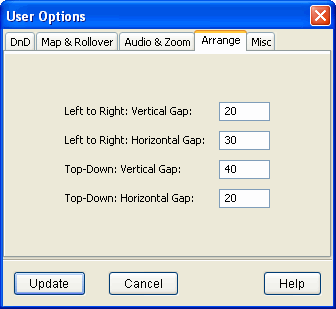 User Options
DnD Map & Rollover Audio & Zoom Arrange Misc
Left to Right: Vertical Gap: 20
Left to Right: Horizontal Gap: 30
Top-Down: Vertical Gap: 40
Top-Down: Horizontal Gap: 20
Update Cancel Help